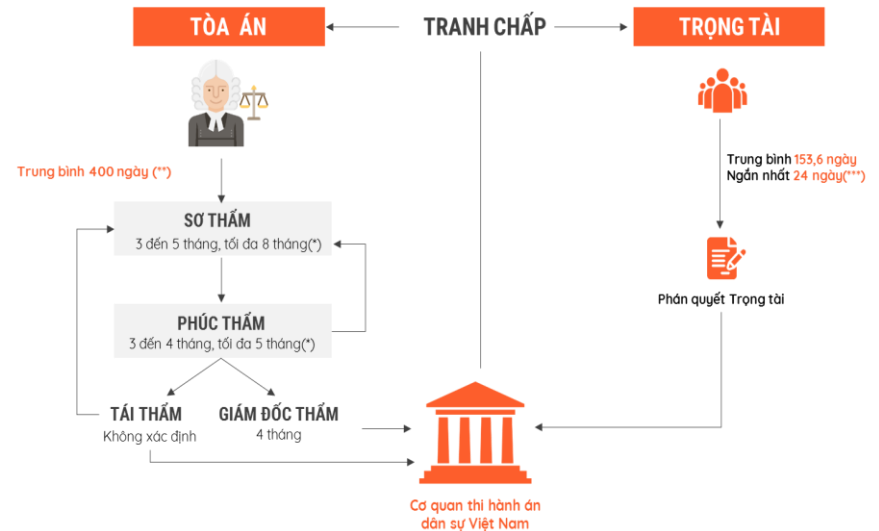 TÒA ÁN
TRANH CHẤP
TRỌNG TÀI
Trung bình 400 ngày (**)
Trung bình 153,6 ngày
Ngắn nhất 24 ngày(***)
SƠ THẨM
3 đến 5 tháng, tối đa 8 tháng(*)
Phán quyết Trọng tài
PHÚC THẨM
3 đến 4 tháng, tối đa 5 tháng(*)
TÁI THẨM
Không xác định
GIÁM ĐỐC THẨM
4 tháng
Cơ quan thi hành án
dân sự Việt Nam